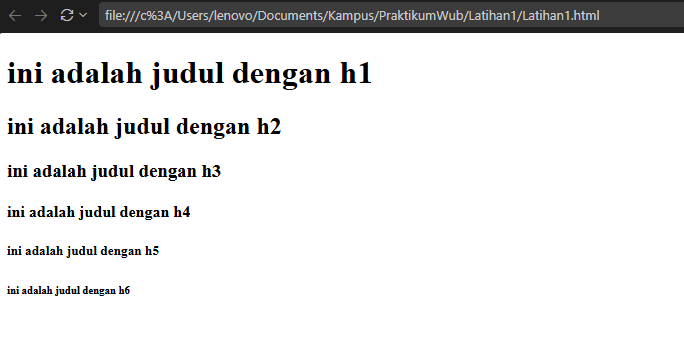 file:///c%3A/Users/lenovo/Documents/Kampus/PraktikumWub/Latihan1/Latihan1.html
ini adalah judul dengan h1
ini adalah judul dengan h2
ini adalah judul dengan h3
ini adalah judul dengan h4
ini adalah judul dengan h5
ini adalah judul dengan h6